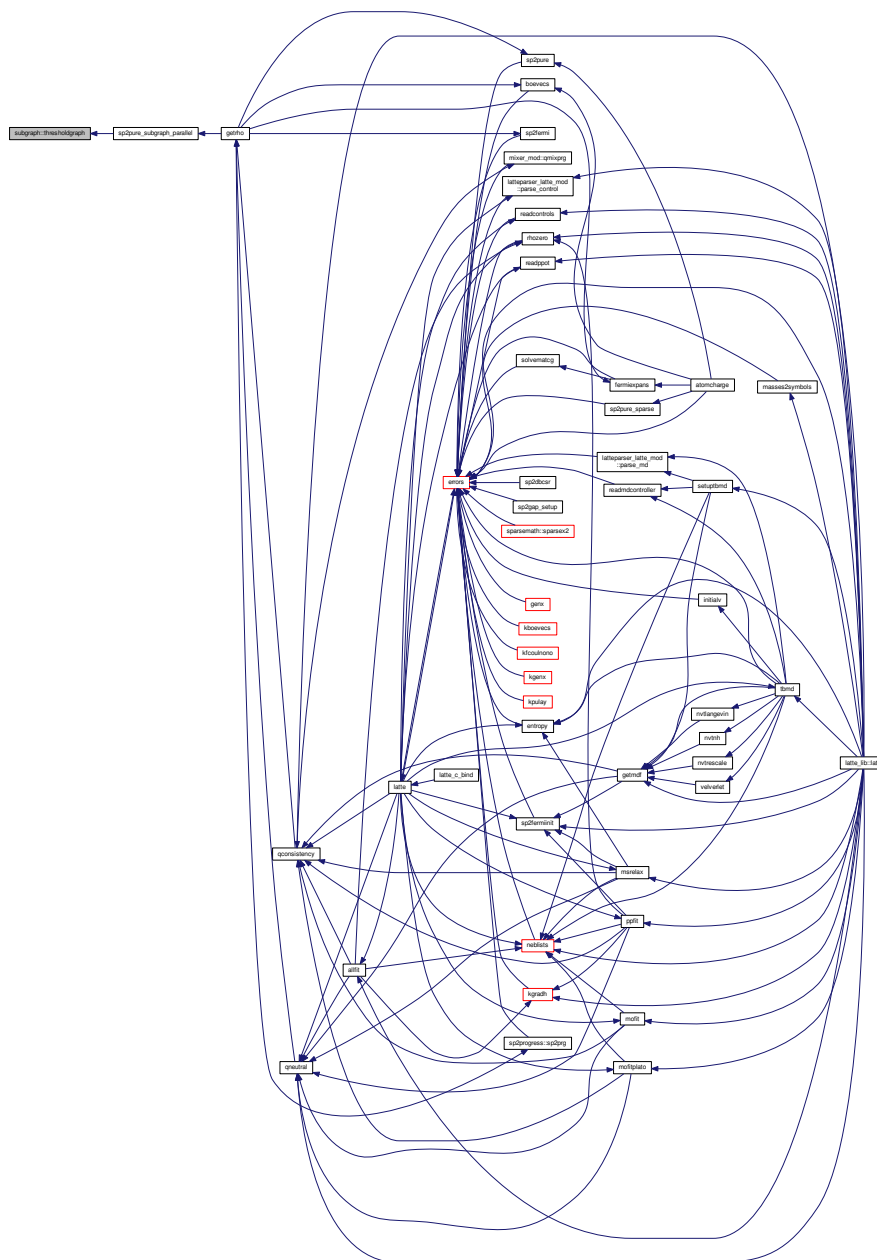 sp2pure
boevecs
subgraph::thresholdgraph
sp2pure_subgraph_parallel
getrho
sp2fermi
mixer_mod::qmixprg
latteparser_latte_mod
::parse_control
readcontrols
rhozero
readppot
solvematcg
fermiexpans
atomcharge
masses2symbols
sp2pure_sparse
latteparser_latte_mod
::parse_md
errors
sp2dbcsr
readmdcontroller
setuptbmd
sp2gap_setup
sparsemath::sparsex2
genx
initialv
kboevecs
kfcoulnono
kgenx
tbmd
kpulay
nvtlangevin
entropy
nvtnh
nvtrescale
latte_lib::lat
latte_c_bind
getmdf
latte
velverlet
sp2fermiinit
qconsistency
msrelax
ppfit
neblists
allfit
kgradh
mofit
sp2progress::sp2prg
qneutral
mofitplato